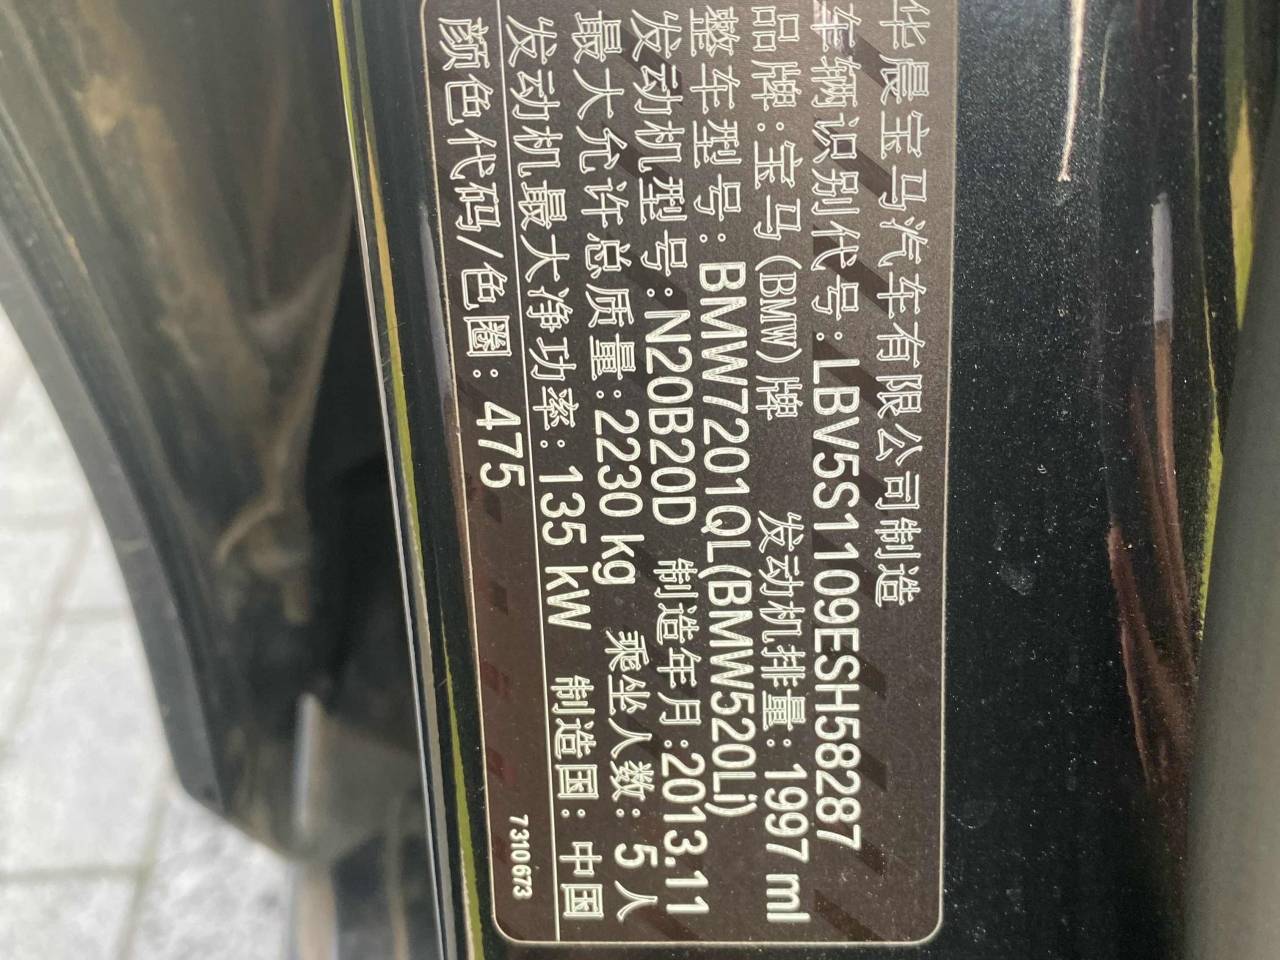 华晨宝马汽车有限公司制造
车辆识别代号:LBV5S1109ESH58287
品牌:宝马(BMW)牌 发动机排量:1997 ml
整车型号:BMW7201QL(BMW520Li)
发动机型号:N20B20D 制造年月:2013.11
最大允许总质量:2230 kg 乘坐人数:5人
发动机最大净功率:135 kW 制造国:中国
颜色代码/色圈:475
7310673